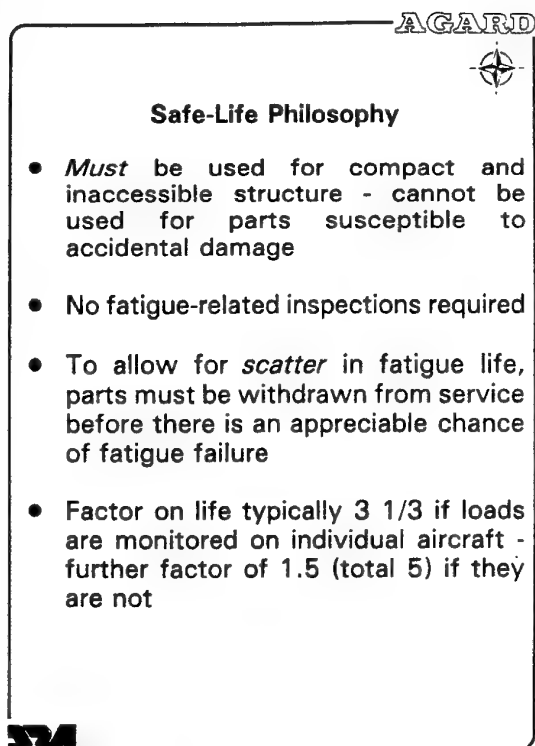 AGARD
Safe-Life Philosophy
• Must be used for compact and
inaccessible structure - cannot be
used for parts susceptible to
accidental damage
• No fatigue-related inspections required
• To allow for scatter in fatigue life,
parts must be withdrawn from service
before there is an appreciable chance
of fatigue failure
• Factor on life typically 3 1/3 if loads
are monitored on individual aircraft -
further factor of 1.5 (total 5) if they
are not